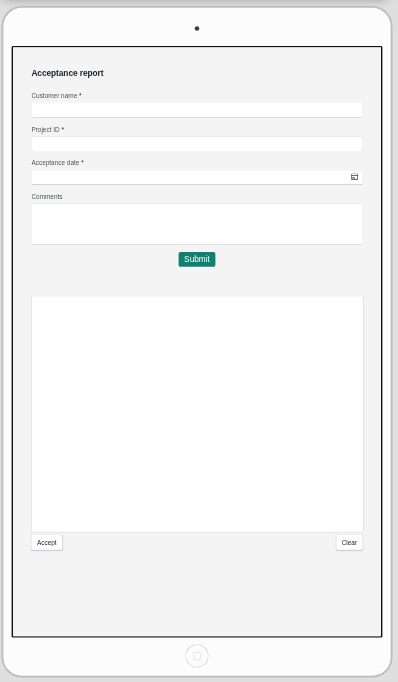 Acceptance report
Customer name *
Project ID *
Acceptance date *
Comments
Submit
Accept
Clear